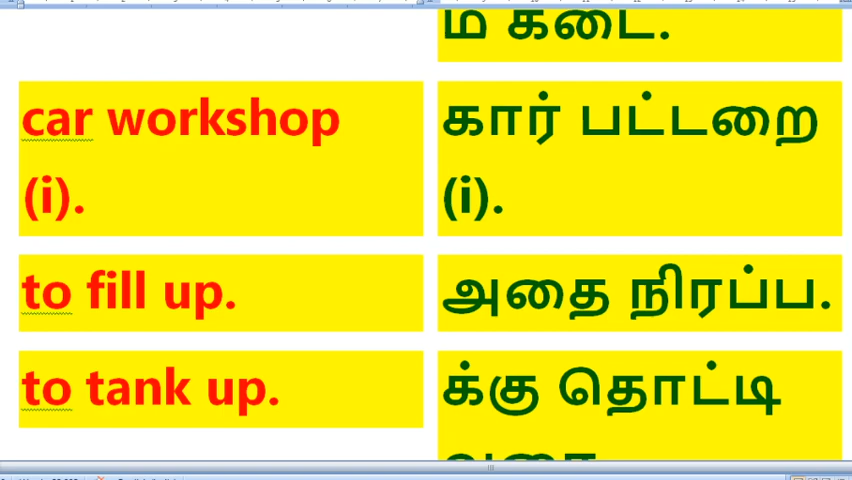 ம் கடை.
car workshop
(i).
கார் பட்டறை
(i).
to fill up.
அதை நிரப்ப.
to tank up.
க்கு தொட்டி